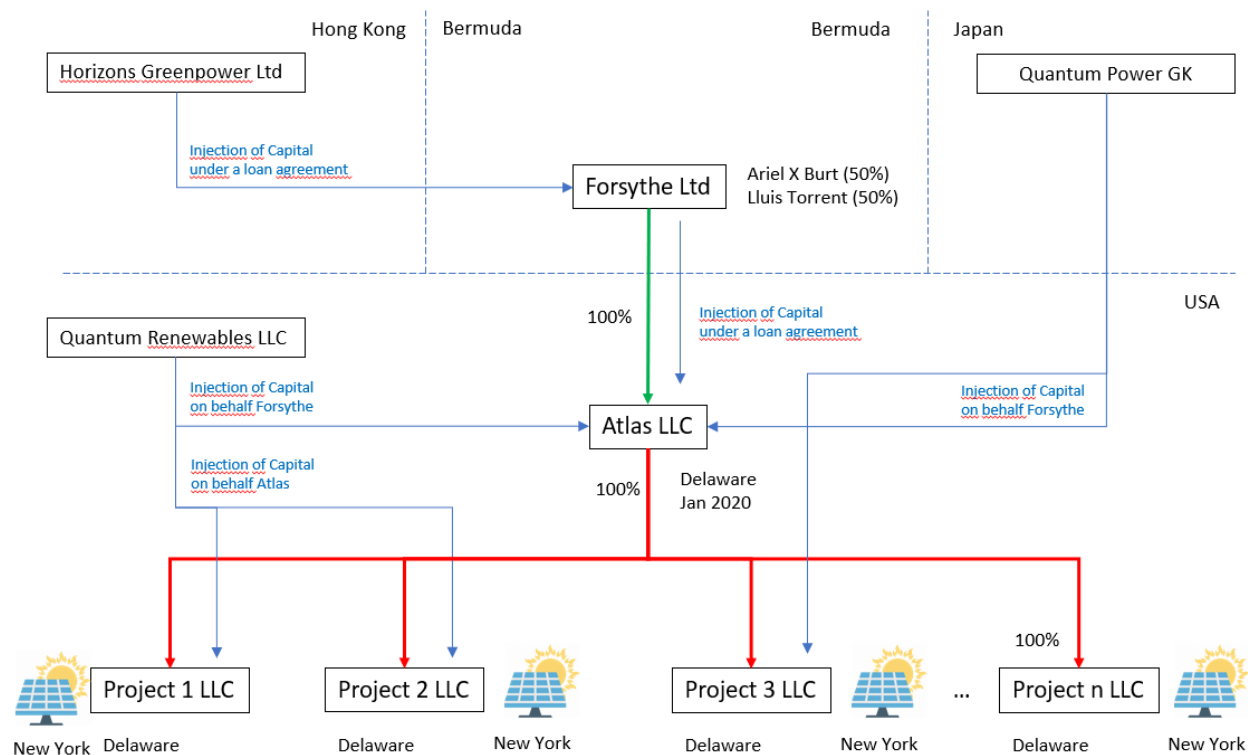 Hong Kong
Bermuda
Bermuda
Japan
Horizons Greenpower Ltd
Quantum Power GK
Injection of Capital
under a loan agreement
Forsythe Ltd
Ariel X Burt (50%)
Lluis Torrent (50%)
USA
100%
Injection of Capital
under a loan agreement
Quantum Renewables LLC
Injection of Capital
on behalf Forsythe
Injection of Capital
on behalf Forsythe
Atlas LLC
Injection of Capital
on behalf Atlas
100%
Delaware
Jan 2020
100%
Project 1 LLC
Project 2 LLC
Project 3 LLC
...
Project n LLC
New York
Delaware
Delaware
New York
Delaware
New York
Delaware
New York